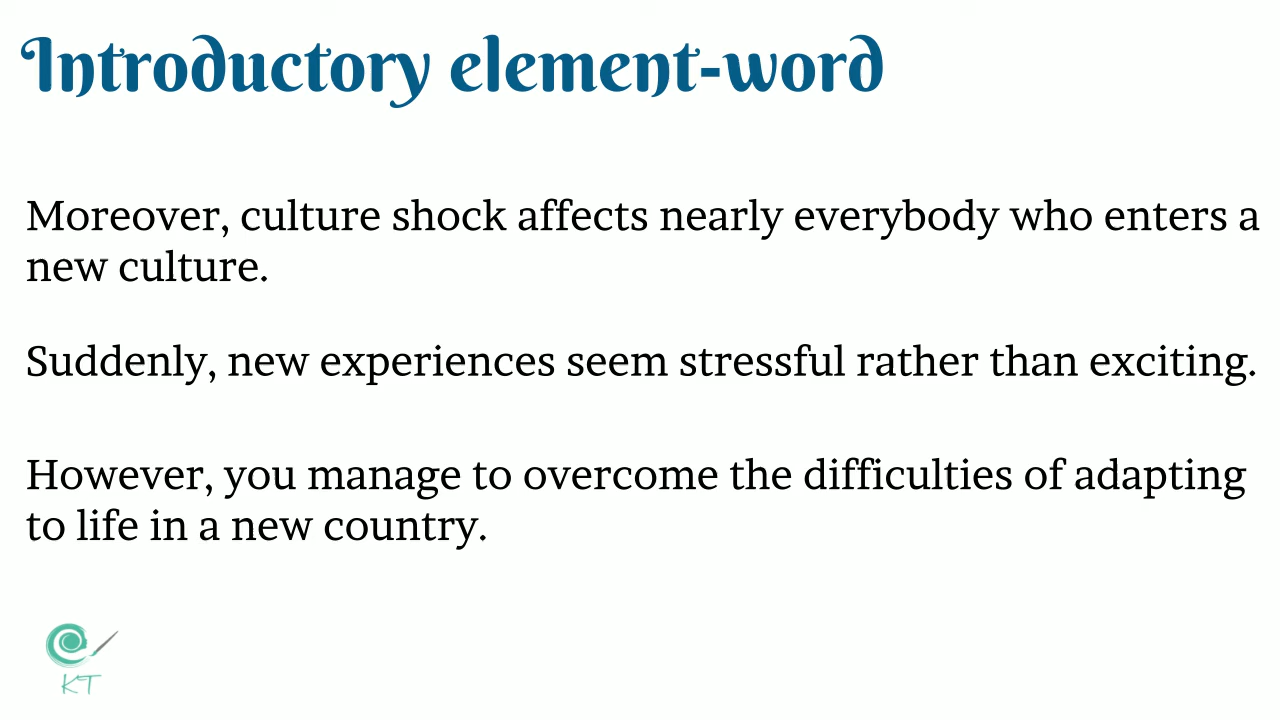 Introductory element-word
Moreover, culture shock affects nearly everybody who enters a
new culture.
Suddenly, new experiences seem stressful rather than exciting.
However, you manage to overcome the difficulties of adapting
to life in a new country.
KT